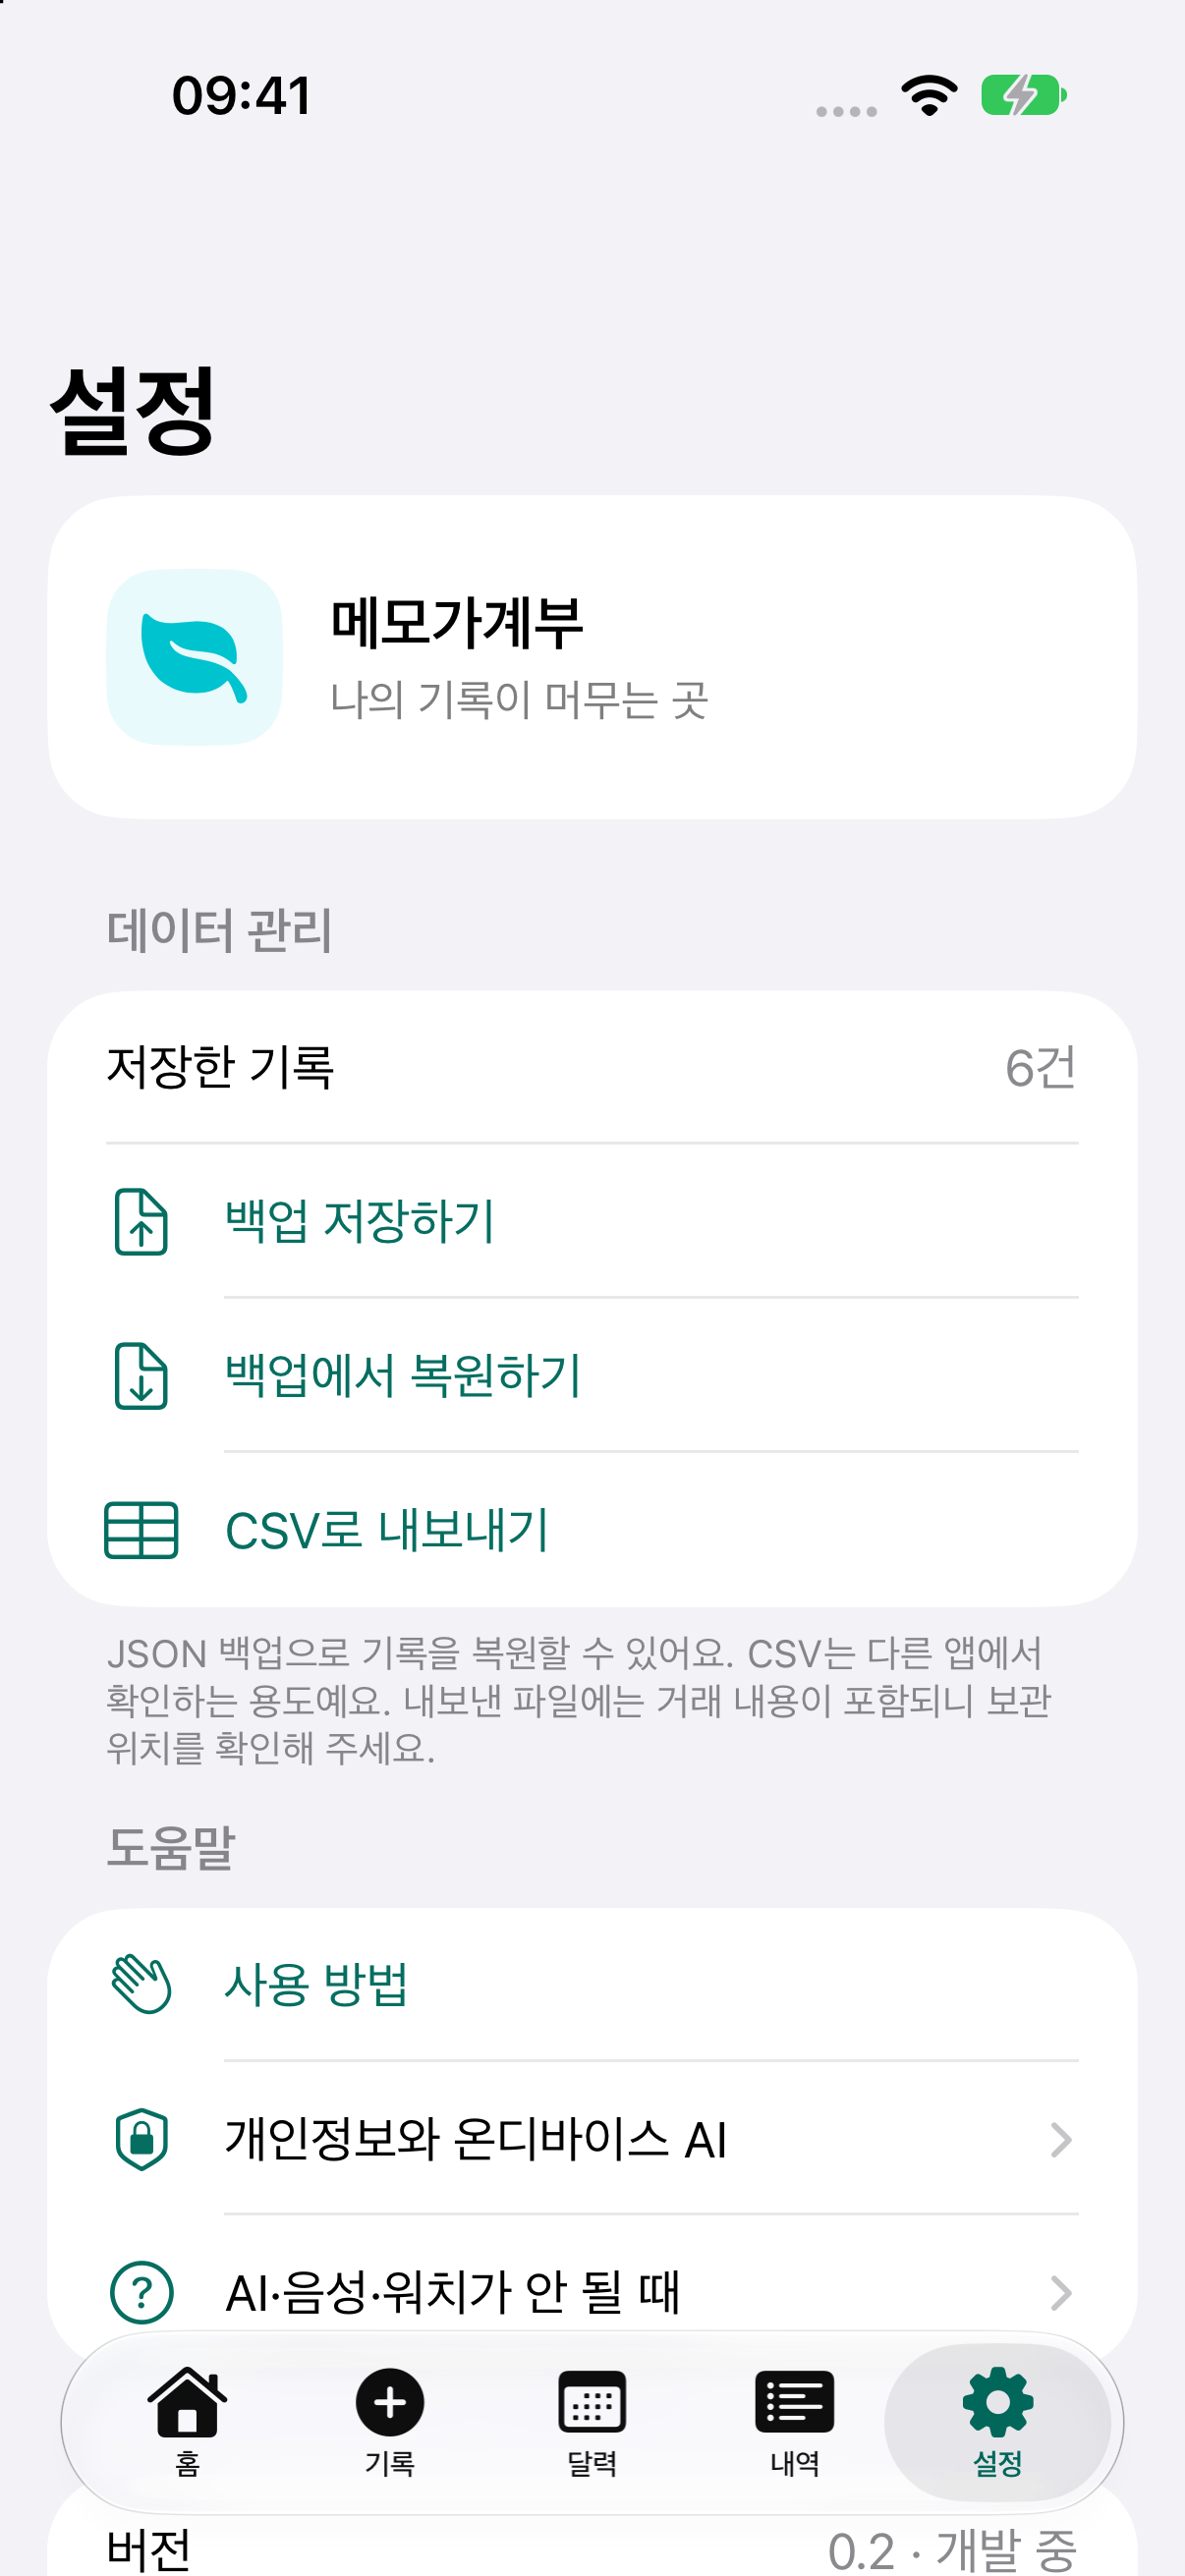 09:41
설정
메모가계부
나의 기록이 머무는 곳
데이터 관리
저장한 기록 6건
백업 저장하기
백업에서 복원하기
CSV로 내보내기
JSON 백업으로 기록을 복원할 수 있어요. CSV는 다른 앱에서
확인하는 용도예요. 내보낸 파일에는 거래 내용이 포함되니 보관
위치를 확인해 주세요.
도움말
사용 방법
개인정보와 온디바이스 AI
AI·음성·워치가 안 될 때
홈 기록 달력 내역 설정
버전 0.2 · 개발 중